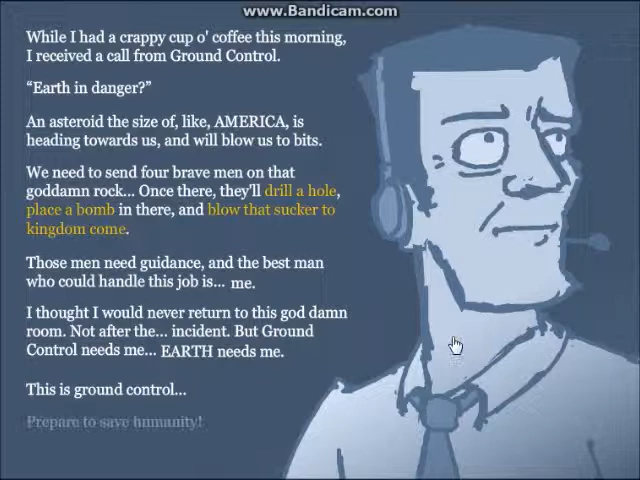 www.Bandicam.com
While I had a crappy cup o' coffee this morning,
I received a call from Ground Control.
“Earth in danger?”
An asteroid the size of, like, AMERICA, is
heading towards us, and will blow us to bits.
We need to send four brave men on that
goddamn rock... Once there, they'll drill a hole,
place a bomb in there, and blow that sucker to
kingdom come.
Those men need guidance, and the best man
who could handle this job is... me.
I thought I would never return to this god damn
room. Not after the... incident. But Ground
Control needs me... EARTH needs me.
This is ground control...
Prepare to save humanity!